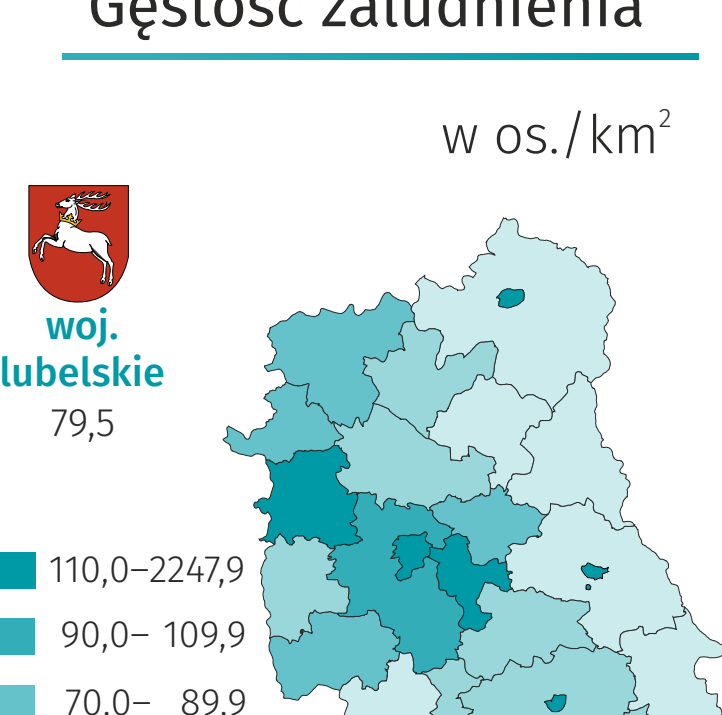 Gęstość zaludnienia
w os./km²
woj.
lubelskie
79,5
110,0–2247,9
90,0– 109,9
70,0– 89,9